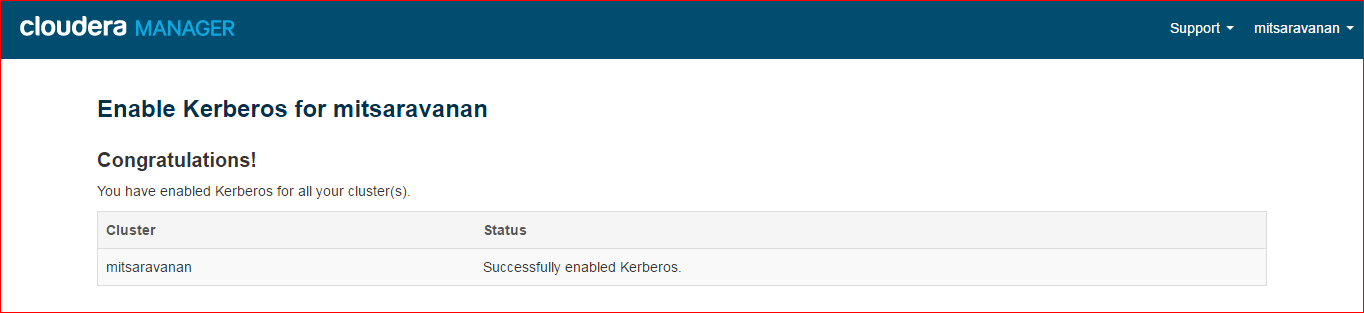 cloudera MANAGER Support mitsaravanan
Enable Kerberos for mitsaravanan
Congratulations!
You have enabled Kerberos for all your cluster(s).
Cluster Status
mitsaravanan Successfully enabled Kerberos.